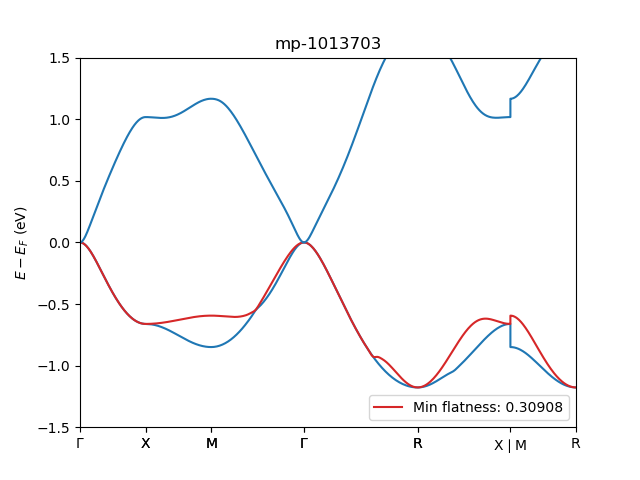 mp-1013703
E − E_F (eV)
1.5
1.0
0.5
0.0
−0.5
−1.0
−1.5
Min flatness: 0.30908
Γ X M Γ R X | M R